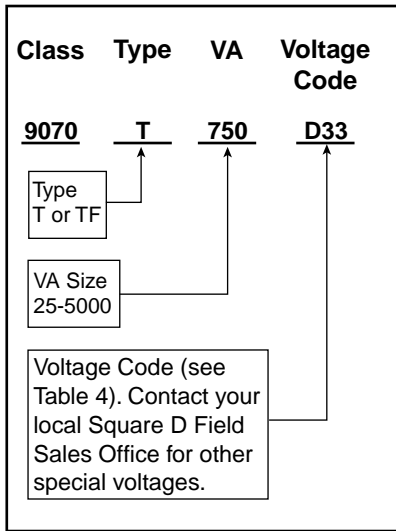 Class Type VA Voltage
Code
9070 T 750 D33
Type
T or TF
VA Size
25-5000
Voltage Code (see
Table 4). Contact your
local Square D Field
Sales Office for other
special voltages.